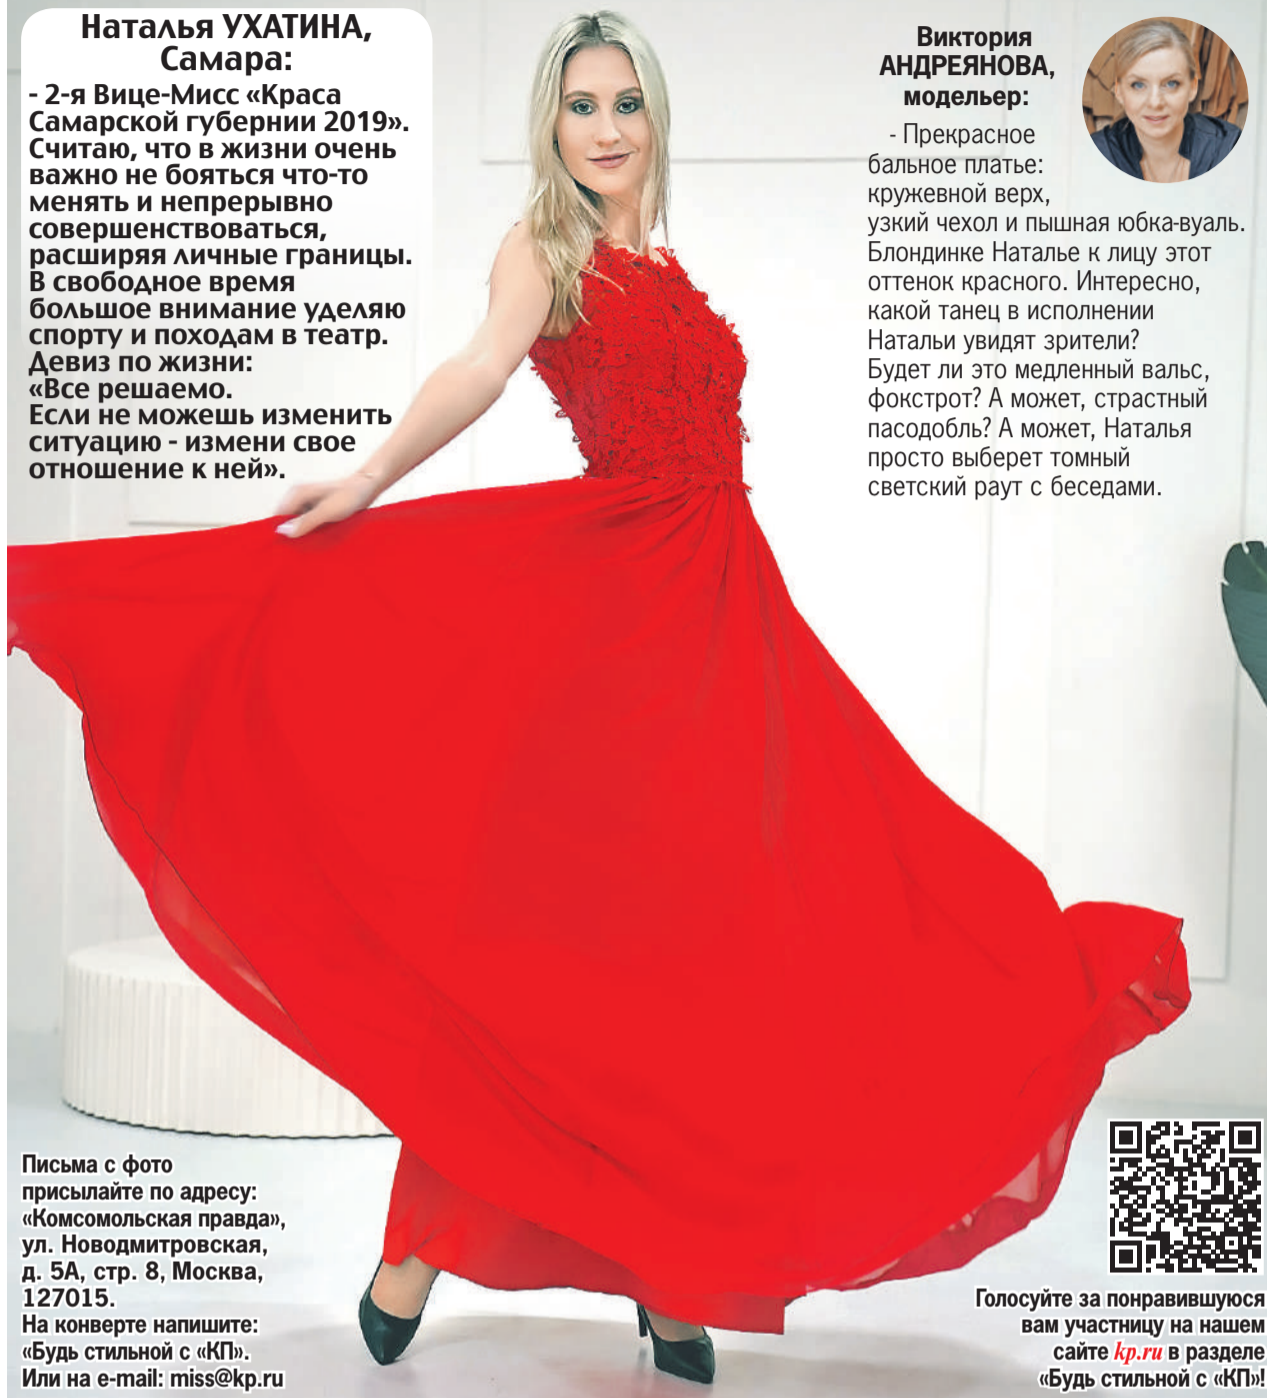 Наталья УХАТИНА,
Самара:
- 2-я Вице-Мисс «Краса
Самарской губернии 2019».
Считаю, что в жизни очень
важно не бояться что-то
менять и непрерывно
совершенствоваться,
расширяя личные границы.
В свободное время
большое внимание уделяю
спорту и походам в театр.
Девиз по жизни:
«Все решаемо.
Если не можешь изменить
ситуацию - измени свое
отношение к ней».
Виктория
АНДРЕЯНОВА,
модельер:
- Прекрасное
бальное платье:
кружевной верх,
узкий чехол и пышная юбка-вуаль.
Блондинке Наталье к лицу этот
оттенок красного. Интересно,
какой танец в исполнении
Натальи увидят зрители?
Будет ли это медленный вальс,
фокстрот? А может, страстный
пасодобль? А может, Наталья
просто выберет томный
светский раут с беседами.
Письма с фото
присылайте по адресу:
«Комсомольская правда»,
ул. Новодмитровская,
д. 5А, стр. 8, Москва,
127015.
На конверте напишите:
«Будь стильной с «КП».
Или на e-mail: miss@kp.ru
Голосуйте за понравившуюся
вам участницу на нашем
сайте kp.ru в разделе
«Будь стильной с «КП»!